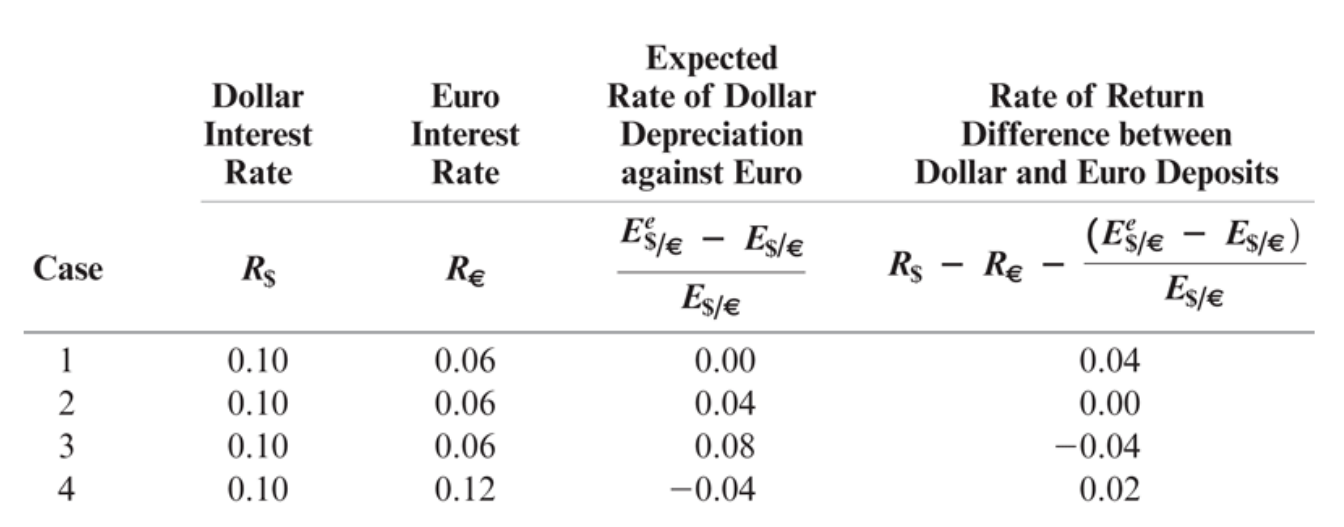 Expected
Dollar Euro Rate of Dollar Rate of Return
Interest Interest Depreciation Difference between
Rate Rate against Euro Dollar and Euro Deposits
Case R$ R€ (E^e$/€ − E$/€) / E$/€ R$ − R€ − (E^e$/€ − E$/€) / E$/€
1 0.10 0.06 0.00 0.04
2 0.10 0.06 0.04 0.00
3 0.10 0.06 0.08 −0.04
4 0.10 0.12 −0.04 0.02